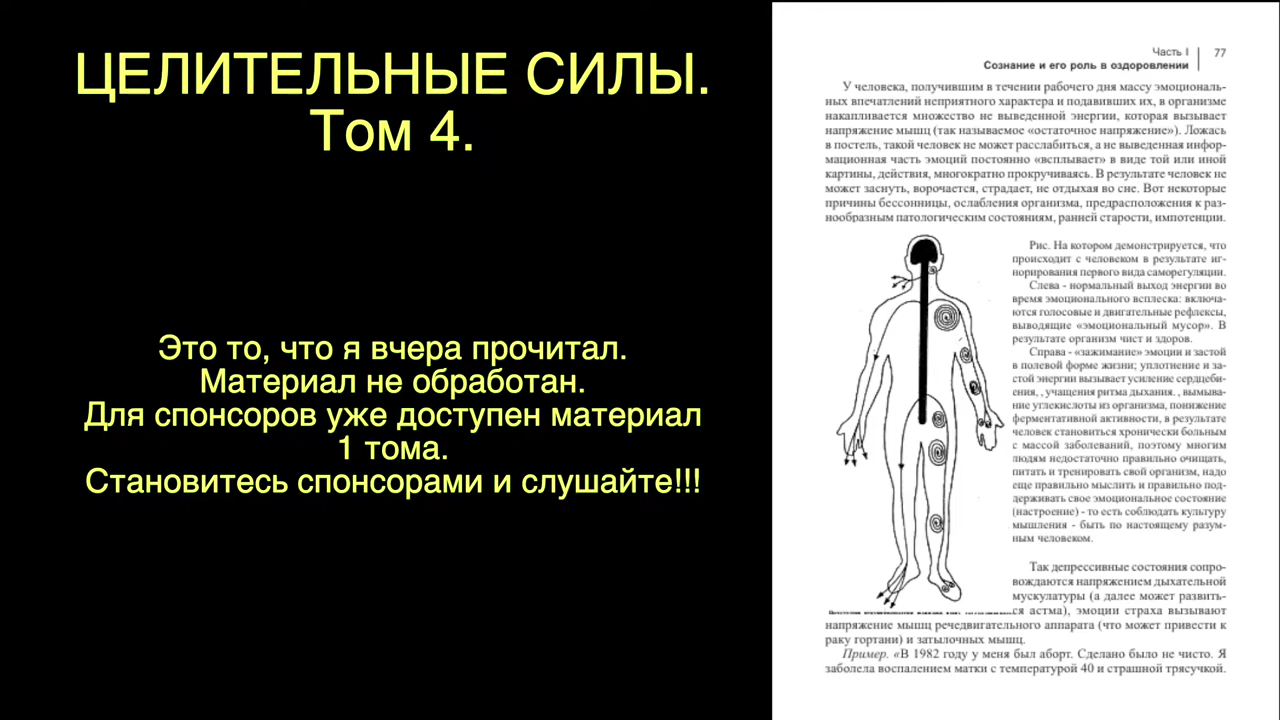 ЦЕЛИТЕЛЬНЫЕ СИЛЫ.
Том 4.
Это то, что я вчера прочитал.
Материал не обработан.
Для спонсоров уже доступен материал
1 тома.
Становитесь спонсорами и слушайте!!!
Часть I 77
Сознание и его роль в оздоровлении
У человека, получившим в течении рабочего дня массу эмоциональ-
ных впечатлений неприятного характера и подавивших их, в организме
накапливается множество не выведенной энергии, которая вызывает
напряжение мышц (так называемое «остаточное напряжение»). Ложась
в постель, такой человек не может расслабиться, а не выведенная инфор-
мационная часть эмоций постоянно «всплывает» в виде той или иной
картины, действия, многократно прокручиваясь. В результате человек не
может заснуть, ворочается, страдает, не отдыхая во сне. Вот некоторые
причины бессонницы, ослабления организма, предрасположения к раз-
нообразным патологическим состояниям, ранней старости, импотенции.
Рис. На котором демонстрируется, что
происходит с человеком в результате иг-
норирования первого вида саморегуляции.
Слева - нормальный выход энергии во
время эмоционального всплеска: включа-
ются голосовые и двигательные рефлексы,
выводящие «эмоциональный мусор». В
результате организм чист и здоров.
Справа - «зажимание» эмоции и застой
в полевой форме жизни; уплотнение и за-
стой энергии вызывает усиление сердцеби-
ения, , учащения ритма дыхания. , вымыва-
ние углекислоты из организма, понижение
ферментативной активности, в результате
человек становиться хронически больным
с массой заболеваний, поэтому многим
людям недостаточно правильно очищать,
питать и тренировать свой организм, надо
еще правильно мыслить и правильно под-
держивать свое эмоциональное состояние
(настроение) - то есть соблюдать культуру
мышления - быть по настоящему разум-
ным человеком.
Так депрессивные состояния сопро-
вождаются напряжением дыхательной
мускулатуры (а далее может развить-
ся астма), эмоции страха вызывают
напряжение мышц речедвигательного аппарата (что может привести к
раку гортани) и затылочных мышц.
Пример. «В 1982 году у меня был аборт. Сделано было не чисто. Я
заболела воспалением матки с температурой 40 и страшной трясучкой.